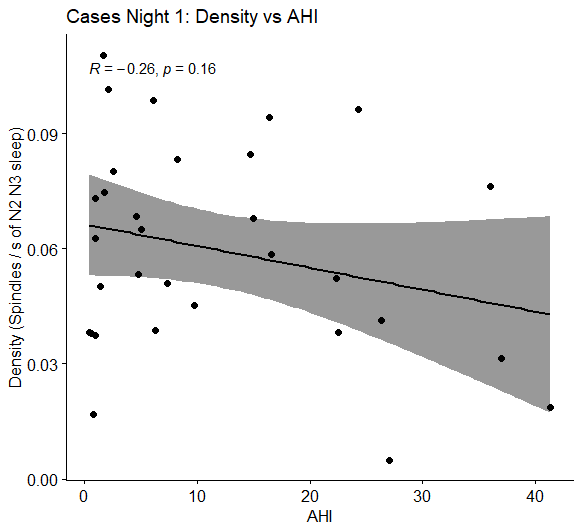 Cases Night 1: Density vs AHI
R = −0.26, p = 0.16
Density (Spindles / s of N2 N3 sleep)
0.09
0.06
0.03
0.00
0 10 20 30 40
AHI